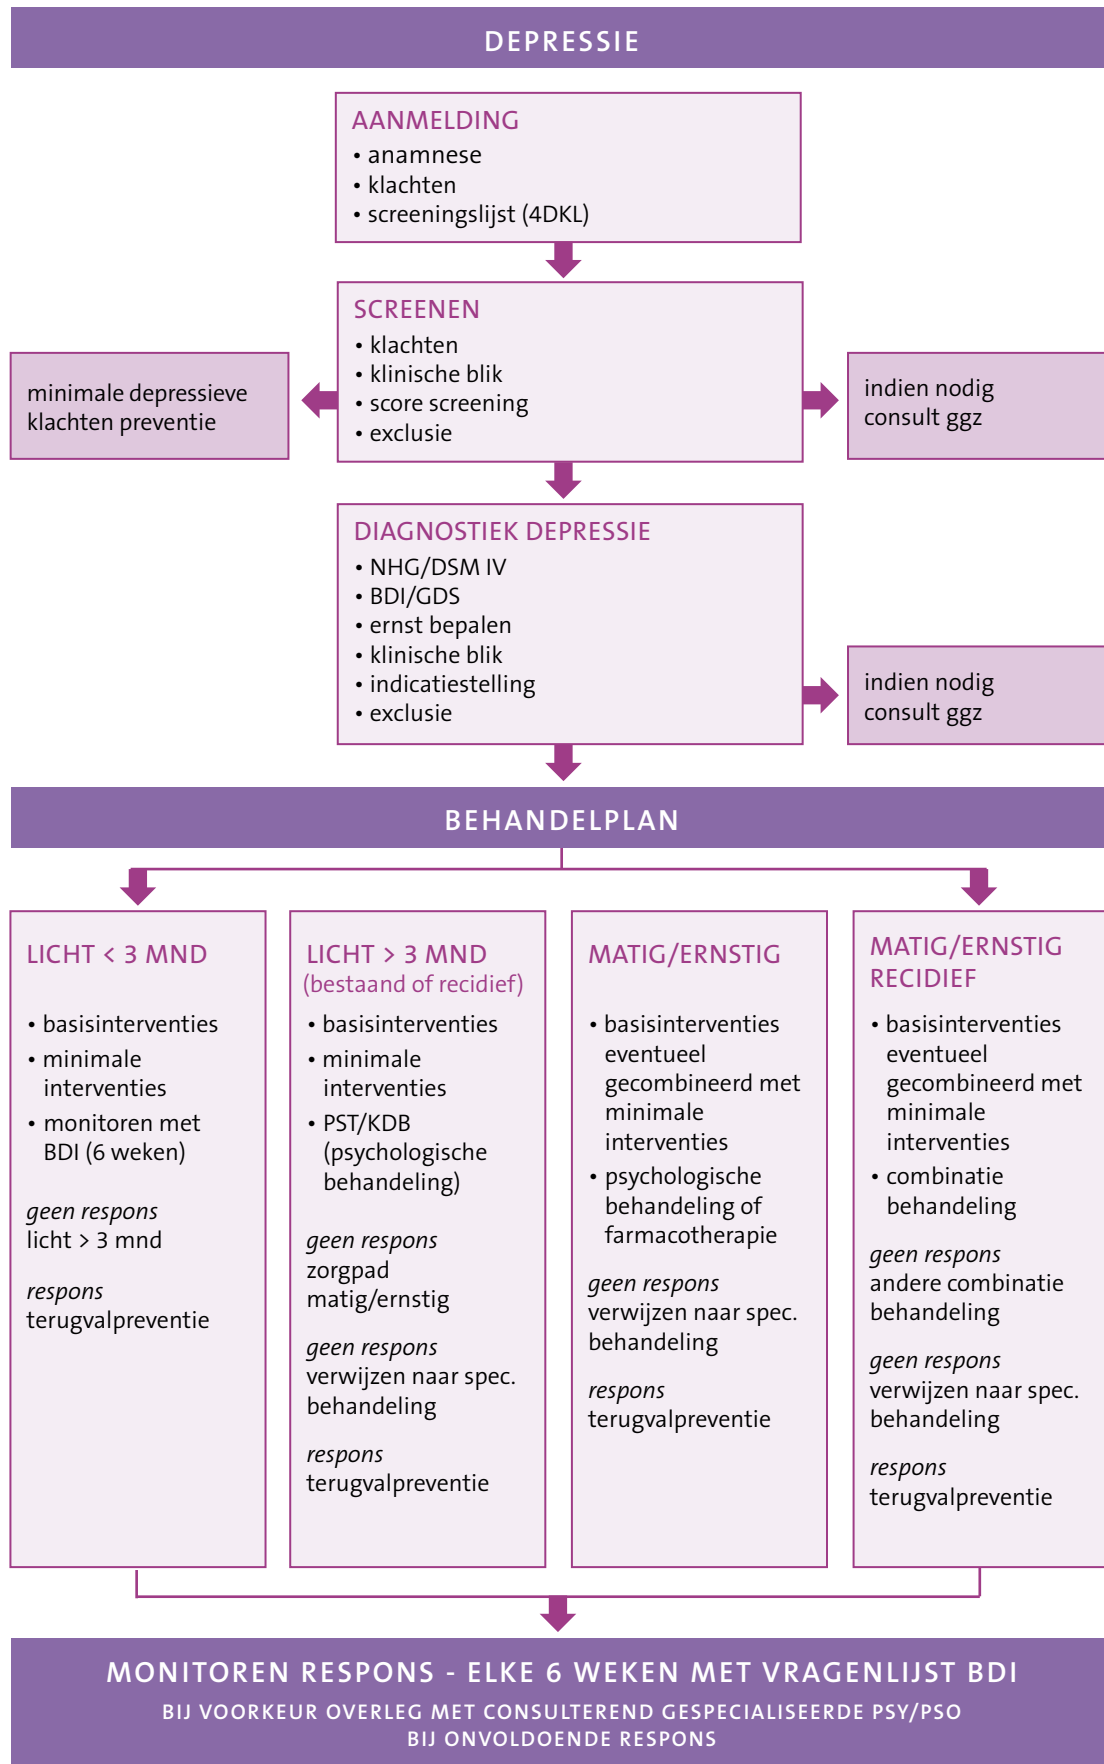 DEPRESSIE
AANMELDING
• anamnese
• klachten
• screeningslijst (4DKL)
SCREENEN
• klachten
• klinische blik
• score screening
• exclusie
minimale depressieve
klachten preventie
indien nodig
consult ggz
DIAGNOSTIEK DEPRESSIE
• NHG/DSM IV
• BDI/GDS
• ernst bepalen
• klinische blik
• indicatiestelling
• exclusie
indien nodig
consult ggz
BEHANDELPLAN
LICHT < 3 MND
• basisinterventies
• minimale
interventies
• monitoren met
BDI (6 weken)
geen respons
licht > 3 mnd
respons
terugvalpreventie
LICHT > 3 MND
(bestaand of recidief)
• basisinterventies
• minimale
interventies
• PST/KDB
(psychologische
behandeling)
geen respons
zorgpad
matig/ernstig
geen respons
verwijzen naar spec.
behandeling
respons
terugvalpreventie
MATIG/ERNSTIG
• basisinterventies
eventueel
gecombineerd met
minimale
interventies
• psychologische
behandeling of
farmacotherapie
geen respons
verwijzen naar spec.
behandeling
respons
terugvalpreventie
MATIG/ERNSTIG
RECIDIEF
• basisinterventies
eventueel
gecombineerd met
minimale
interventies
• combinatie
behandeling
geen respons
andere combinatie
behandeling
geen respons
verwijzen naar spec.
behandeling
respons
terugvalpreventie
MONITOREN RESPONS - ELKE 6 WEKEN MET VRAGENLIJST BDI
BIJ VOORKEUR OVERLEG MET CONSULTEREND GESPECIALISEERDE PSY/PSO
BIJ ONVOLDOENDE RESPONS